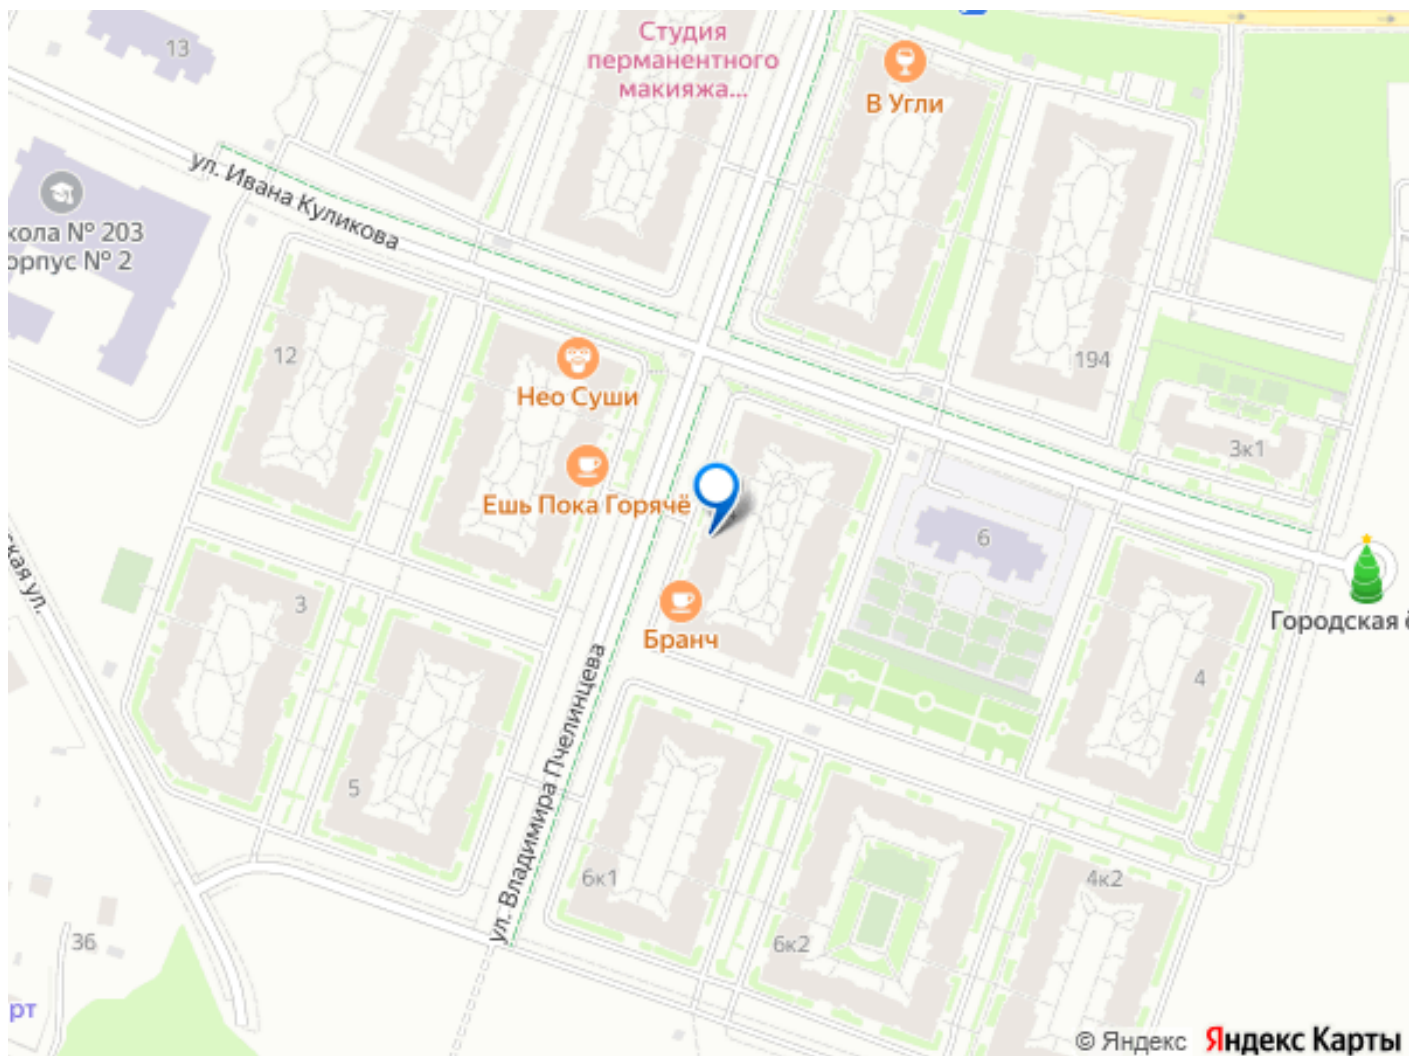 13
Студия
перманентного
макияжа...
В Угли
ул. Ивана Куликова
кола № 203
орпус № 2
12
194
Нео Суши
3к1
Ешь Пока Горячё
6
ская ул.
3
Бранч
Городская ё
4
5
ул. Владимира Пчелинцева
6к1
4к2
36
6к2
рт
© Яндекс Яндекс Карты